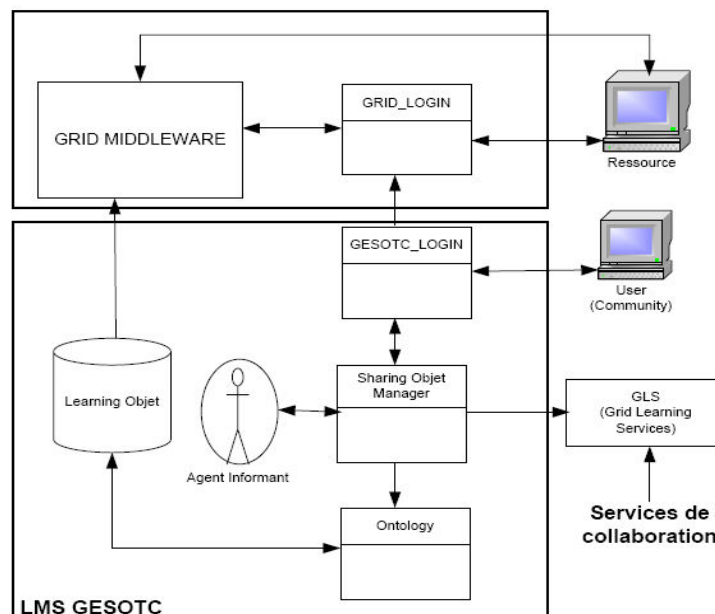 GRID MIDDLEWARE
GRID_LOGIN
Ressource
GESOTC_LOGIN
User
(Community)
Learning Objet
Agent Informant
Sharing Objet
Manager
GLS
(Grid Learning
Services)
Services de
collaboration
Ontology
LMS GESOTC